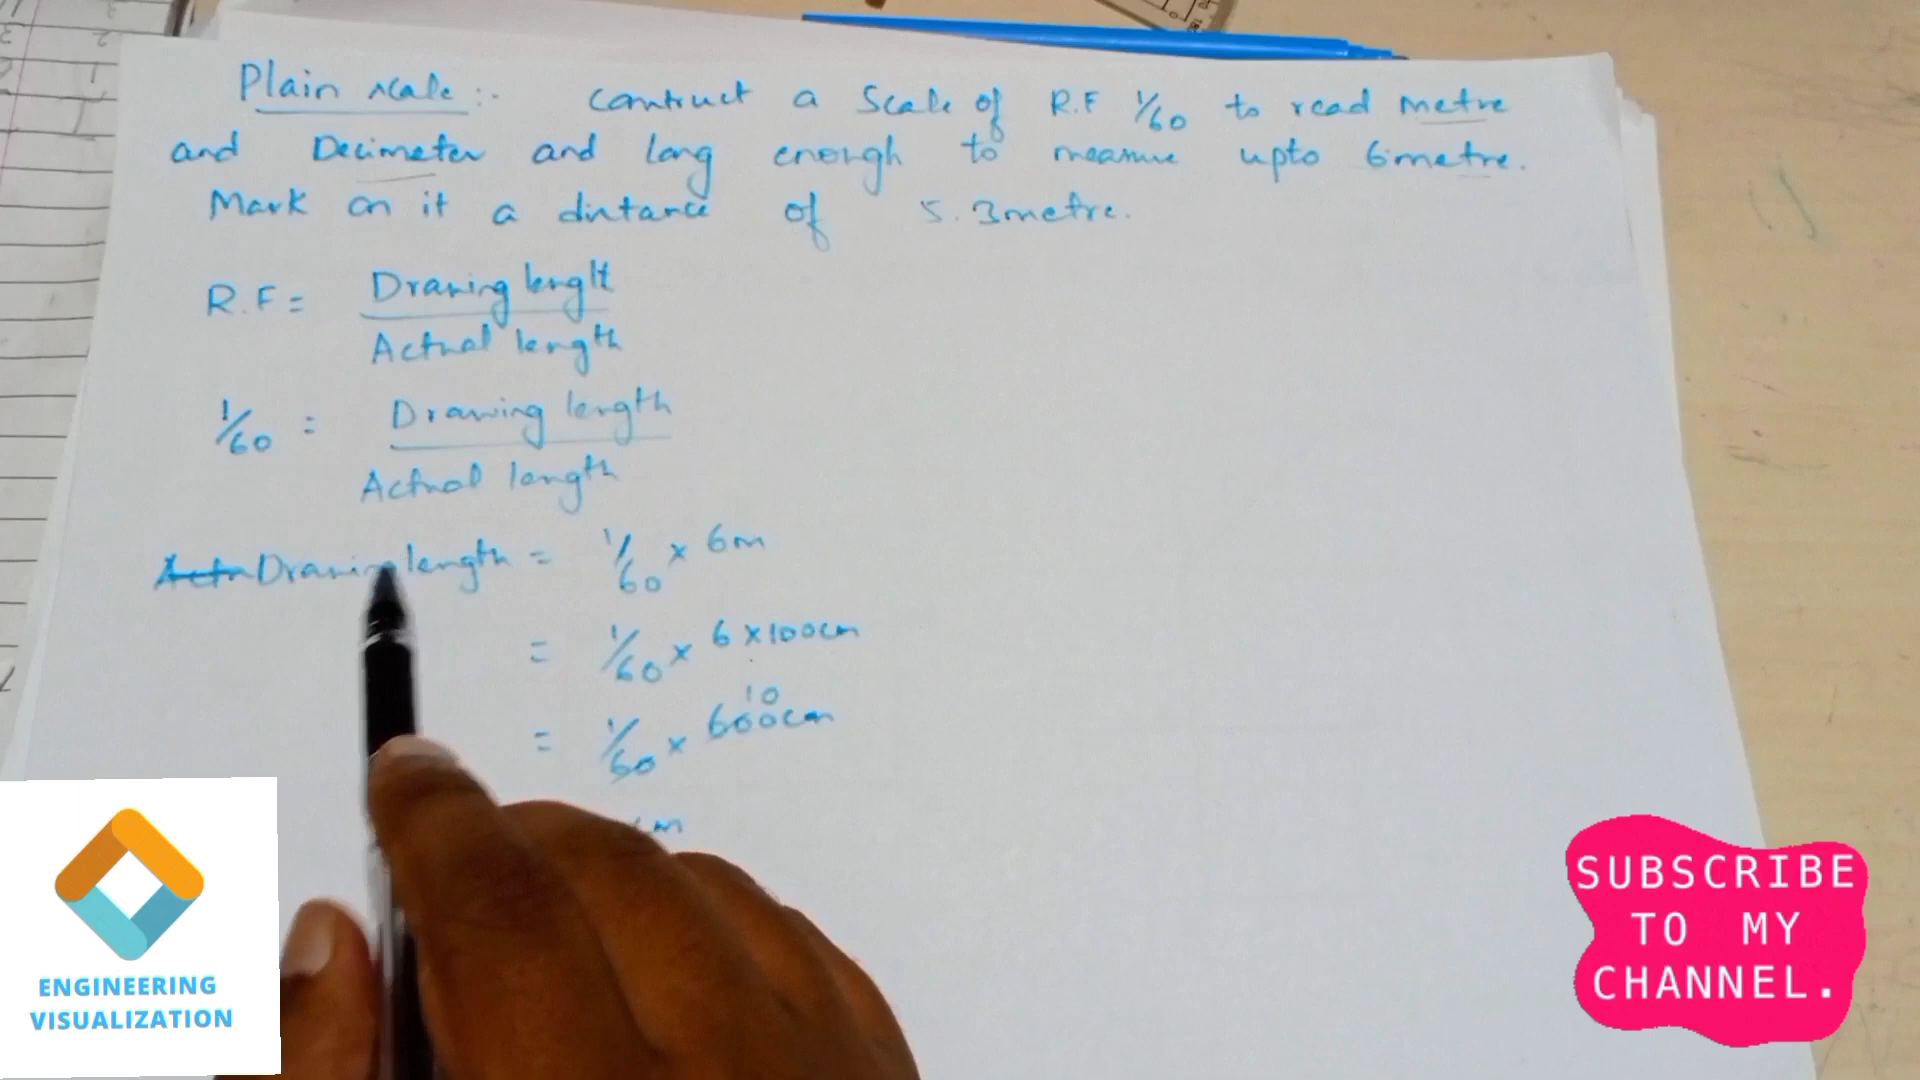 Plain scale:- Construct a Scale of R.F 1/60 to read metre
and Decimeter and long enough to measure upto 6metre.
Mark on it a distance of 5.3metre.
R.F = Drawing length
Actual length
1/60 = Drawing length
Actual length
Drawing length = 1/60 x 6m
= 1/60 x 6 x 100cm
10
= 1/60 x 600cm
cm
ENGINEERING
VISUALIZATION
SUBSCRIBE
TO MY
CHANNEL.